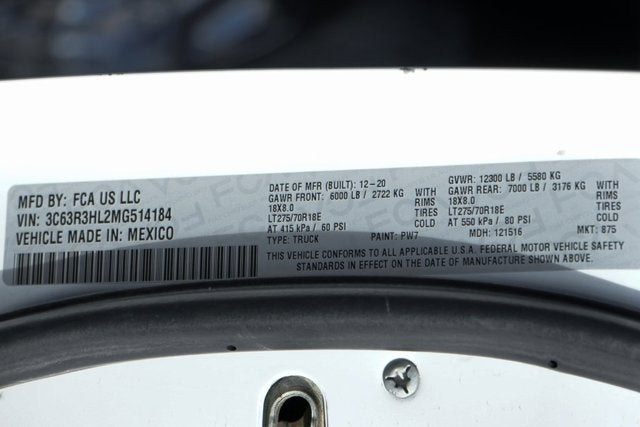 MFD BY: FCA US LLC
VIN: 3C63R3HL2MG514184
VEHICLE MADE IN: MEXICO
DATE OF MFR (BUILT): 12-20
GAWR FRONT: 6000 LB / 2722 KG WITH
18X8.0 RIMS
LT275/70R18E TIRES
AT 415 kPa / 60 PSI COLD
TYPE: TRUCK PAINT: PW7
GVWR: 12300 LB / 5580 KG
GAWR REAR: 7000 LB / 3176 KG WITH
18X8.0 RIMS
LT275/70R18E TIRES
AT 550 kPa / 80 PSI COLD
MDH: 121516 MKT: 875
THIS VEHICLE CONFORMS TO ALL APPLICABLE U.S.A. FEDERAL MOTOR VEHICLE SAFETY
STANDARDS IN EFFECT ON THE DATE OF MANUFACTURE SHOWN ABOVE.